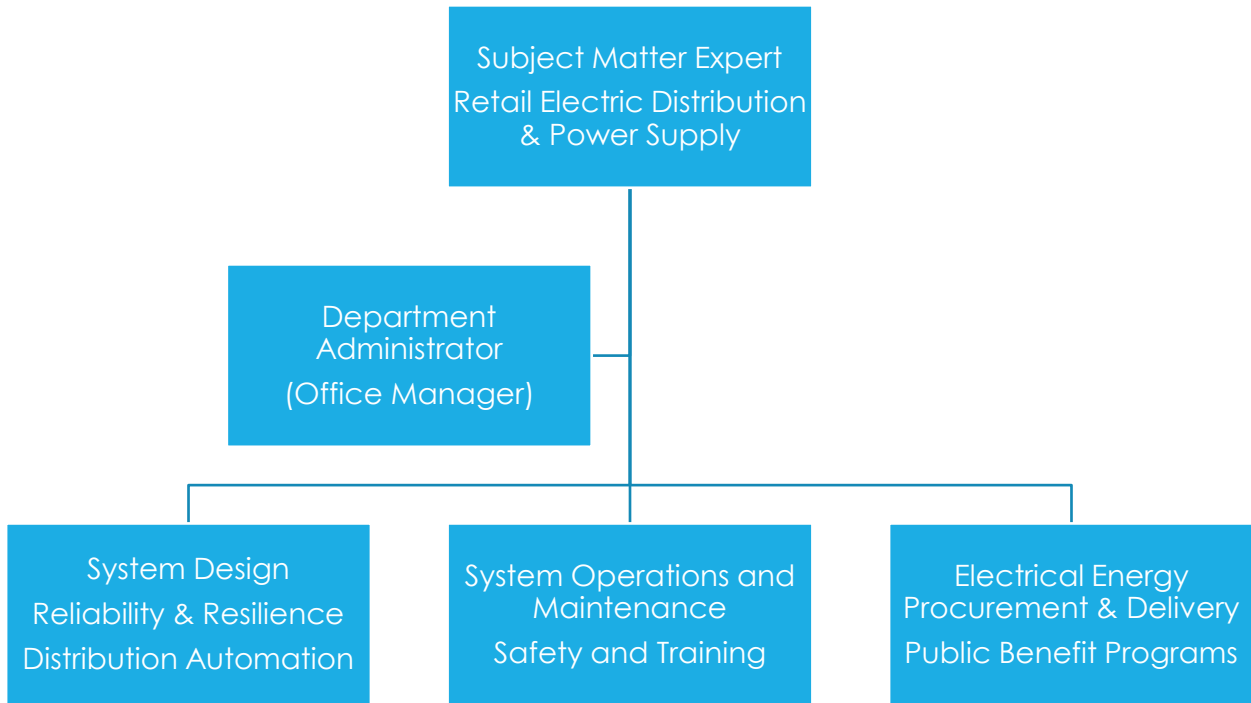 Subject Matter Expert
Retail Electric Distribution
& Power Supply
Department
Administrator
(Office Manager)
System Design
Reliability & Resilience
Distribution Automation
System Operations and
Maintenance
Safety and Training
Electrical Energy
Procurement & Delivery
Public Benefit Programs